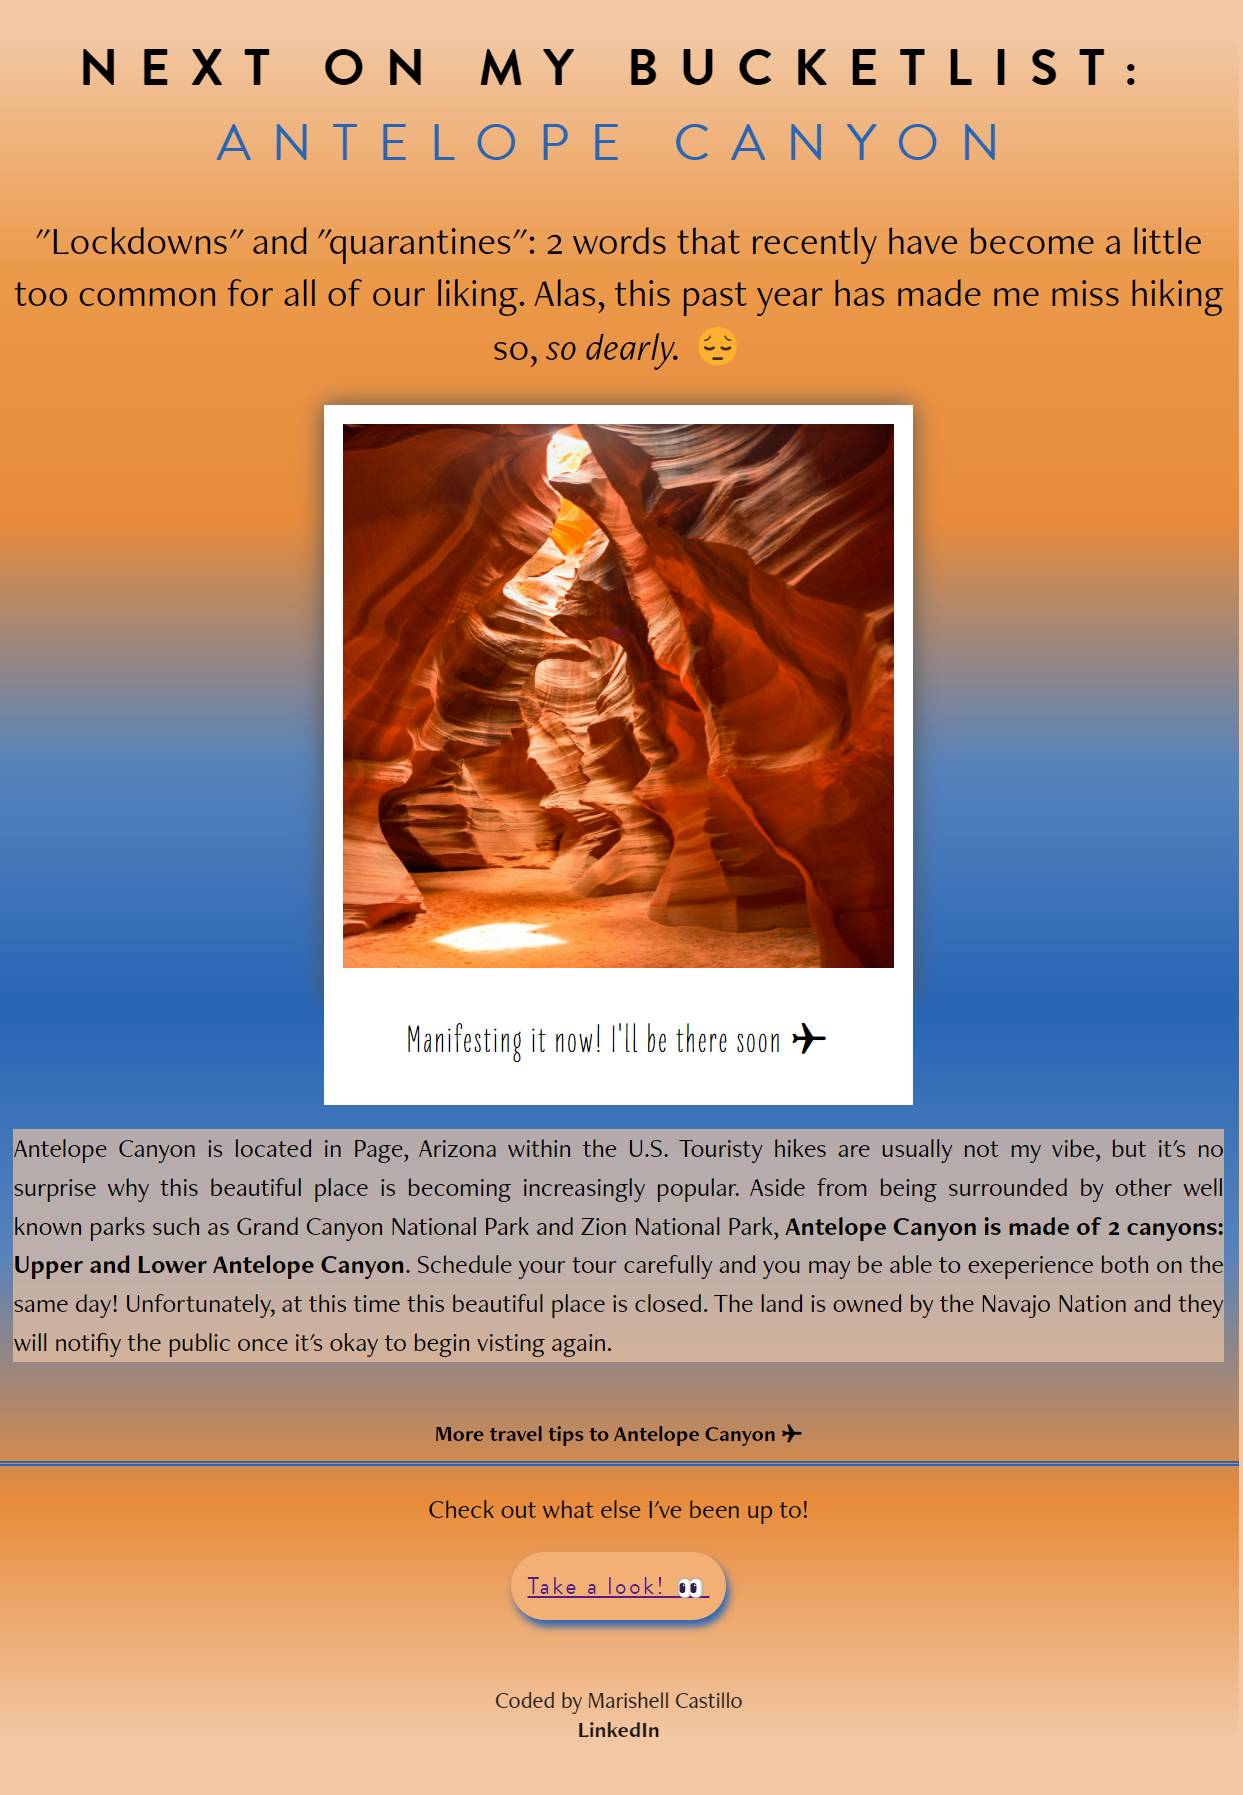 NEXT ON MY BUCKETLIST:
ANTELOPE CANYON
"Lockdowns" and "quarantines": 2 words that recently have become a little
too common for all of our liking. Alas, this past year has made me miss hiking
so, so dearly. 😔
Manifesting it now! I'll be there soon ✈
Antelope Canyon is located in Page, Arizona within the U.S. Touristy hikes are usually not my vibe, but it's no
surprise why this beautiful place is becoming increasingly popular. Aside from being surrounded by other well
known parks such as Grand Canyon National Park and Zion National Park, Antelope Canyon is made of 2 canyons:
Upper and Lower Antelope Canyon. Schedule your tour carefully and you may be able to exeperience both on the
same day! Unfortunately, at this time this beautiful place is closed. The land is owned by the Navajo Nation and they
will notifiy the public once it's okay to begin visting again.
More travel tips to Antelope Canyon ✈
Check out what else I've been up to!
Take a look! 👀
Coded by Marishell Castillo
LinkedIn